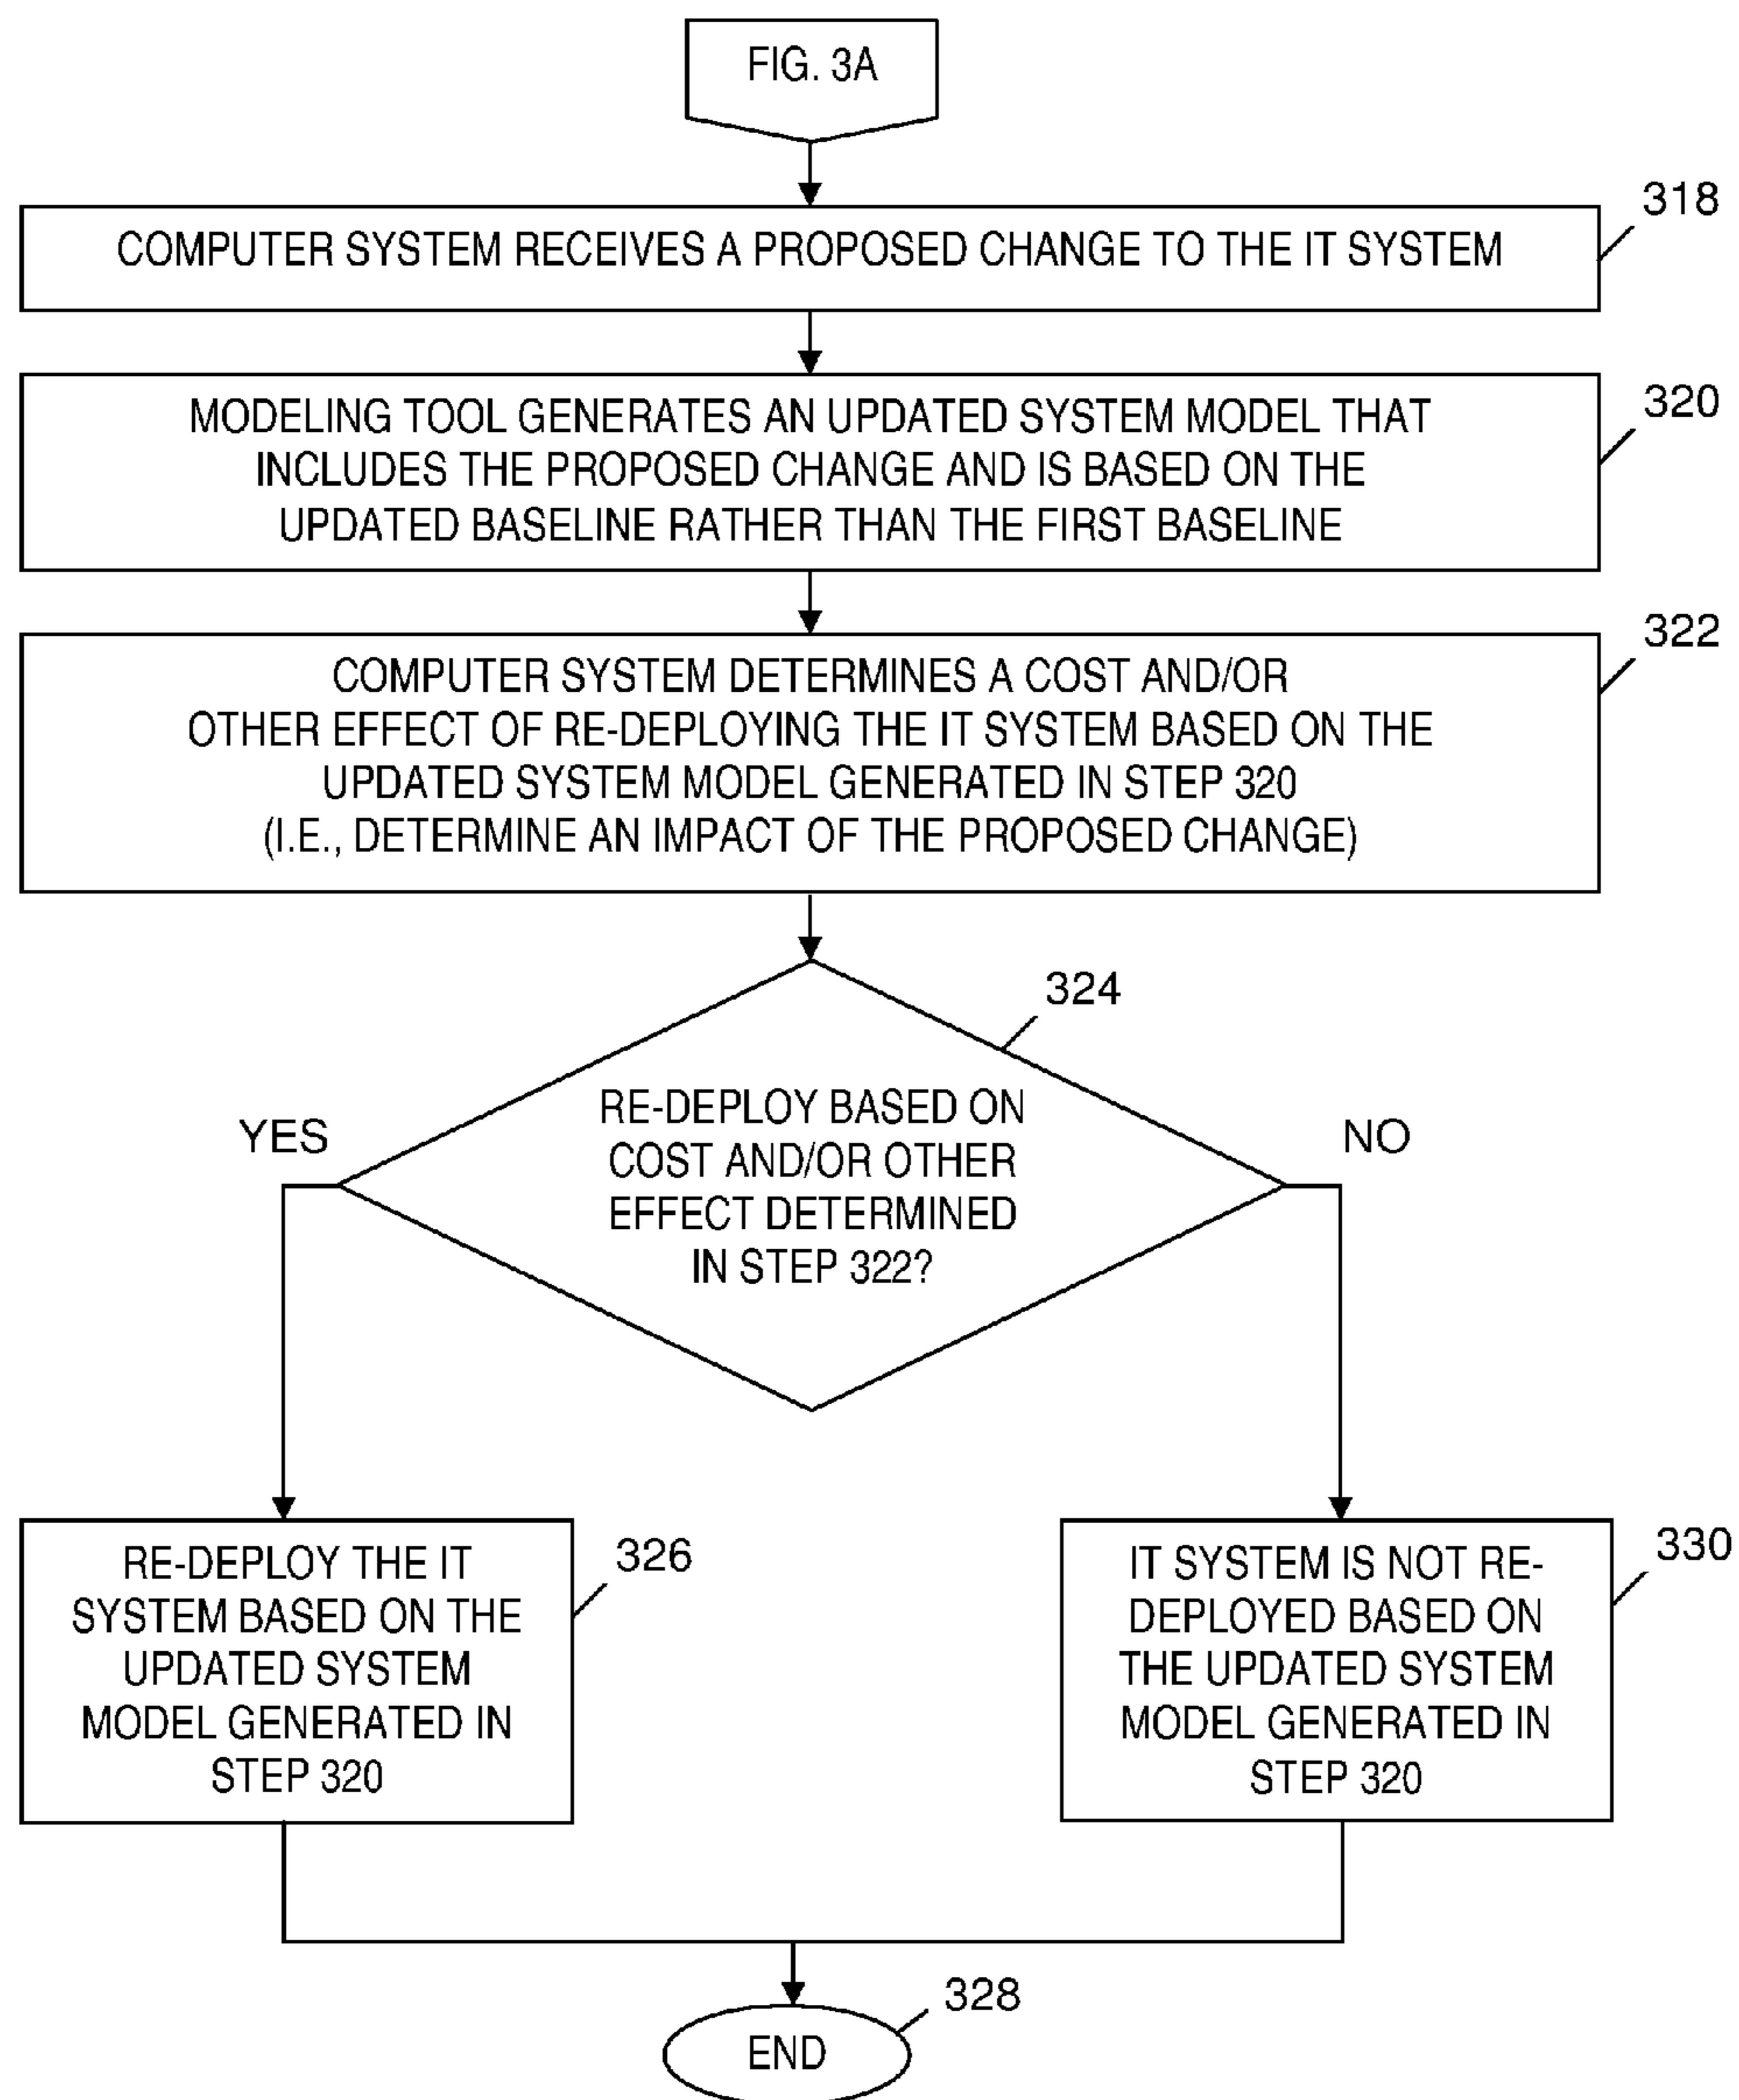 FIG. 3A
318
COMPUTER SYSTEM RECEIVES A PROPOSED CHANGE TO THE IT SYSTEM
320
MODELING TOOL GENERATES AN UPDATED SYSTEM MODEL THAT
INCLUDES THE PROPOSED CHANGE AND IS BASED ON THE
UPDATED BASELINE RATHER THAN THE FIRST BASELINE
322
COMPUTER SYSTEM DETERMINES A COST AND/OR
OTHER EFFECT OF RE-DEPLOYING THE IT SYSTEM BASED ON THE
UPDATED SYSTEM MODEL GENERATED IN STEP 320
(I.E., DETERMINE AN IMPACT OF THE PROPOSED CHANGE)
324
RE-DEPLOY BASED ON
COST AND/OR OTHER
EFFECT DETERMINED
IN STEP 322?
YES
NO
RE-DEPLOY THE IT
SYSTEM BASED ON THE
UPDATED SYSTEM
MODEL GENERATED IN
STEP 320
326
IT SYSTEM IS NOT RE-
DEPLOYED BASED ON
THE UPDATED SYSTEM
MODEL GENERATED IN
STEP 320
330
328
END